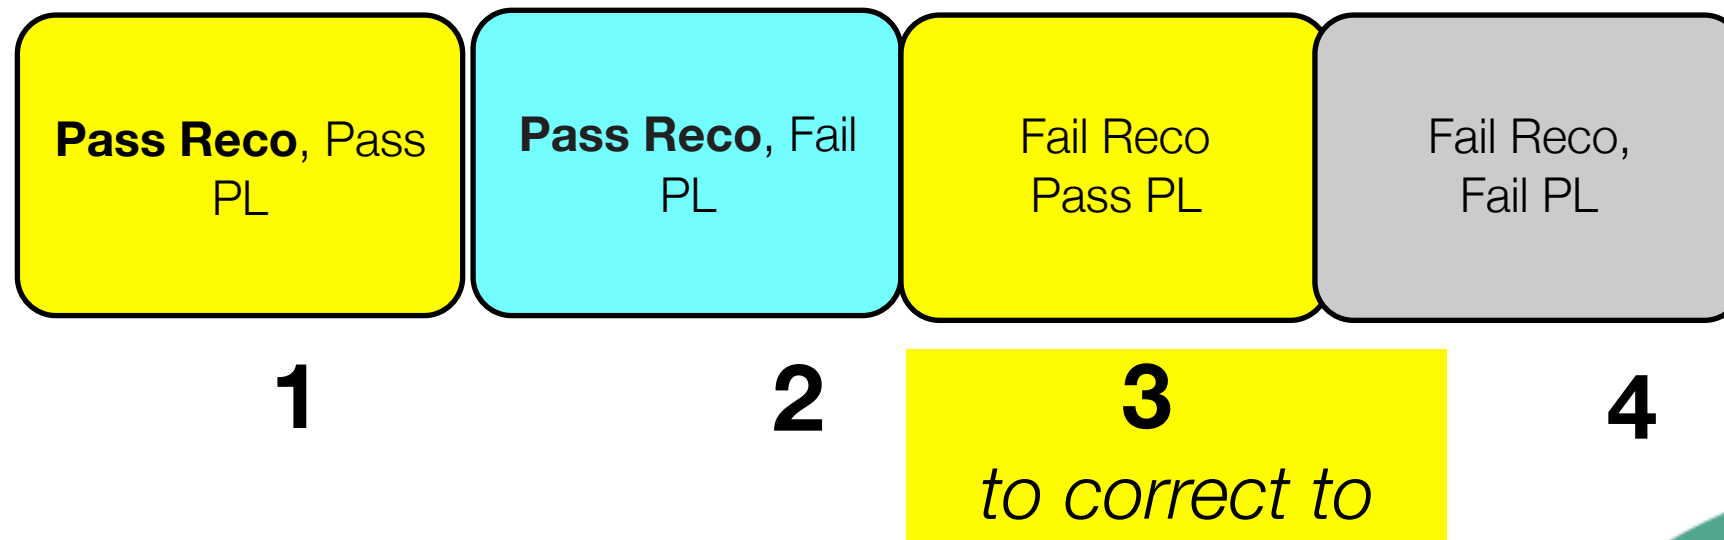 Pass Reco, Pass
PL
Pass Reco, Fail
PL
Fail Reco
Pass PL
Fail Reco,
Fail PL
1
2
3
4
to correct to